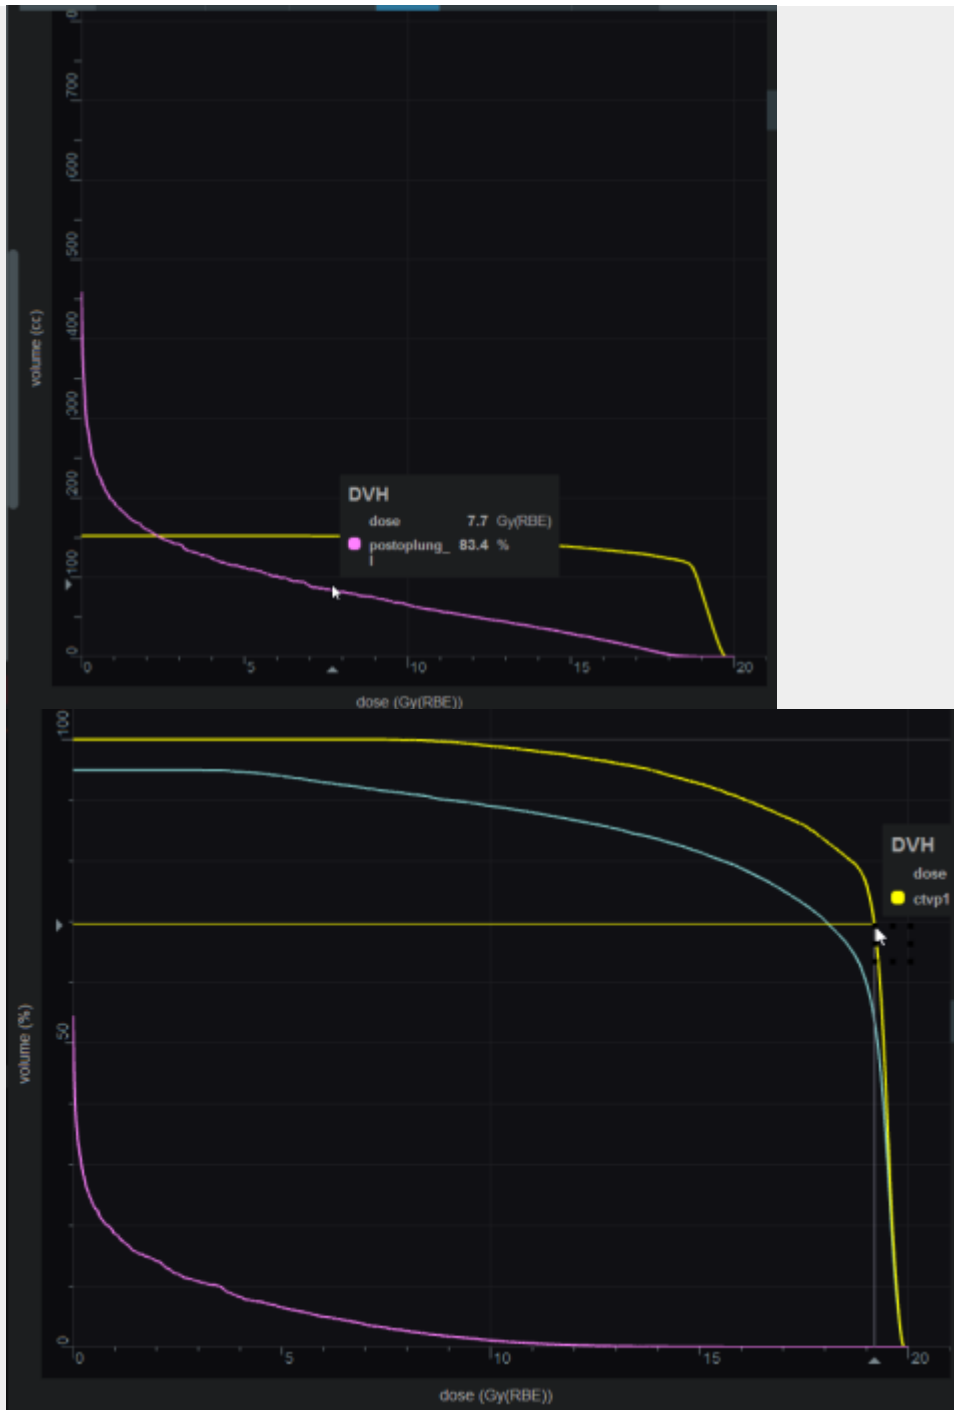 700
600
500
volume (cc)
400
300
200
DVH
dose 7.7 Gy(RBE)
postoplung_ 83.4 %
l
100
0
0 5 10 15 20
dose (Gy(RBE))
100
DVH
dose
ctvp1
volume (%)
50
0
0 5 10 15 20
dose (Gy(RBE))